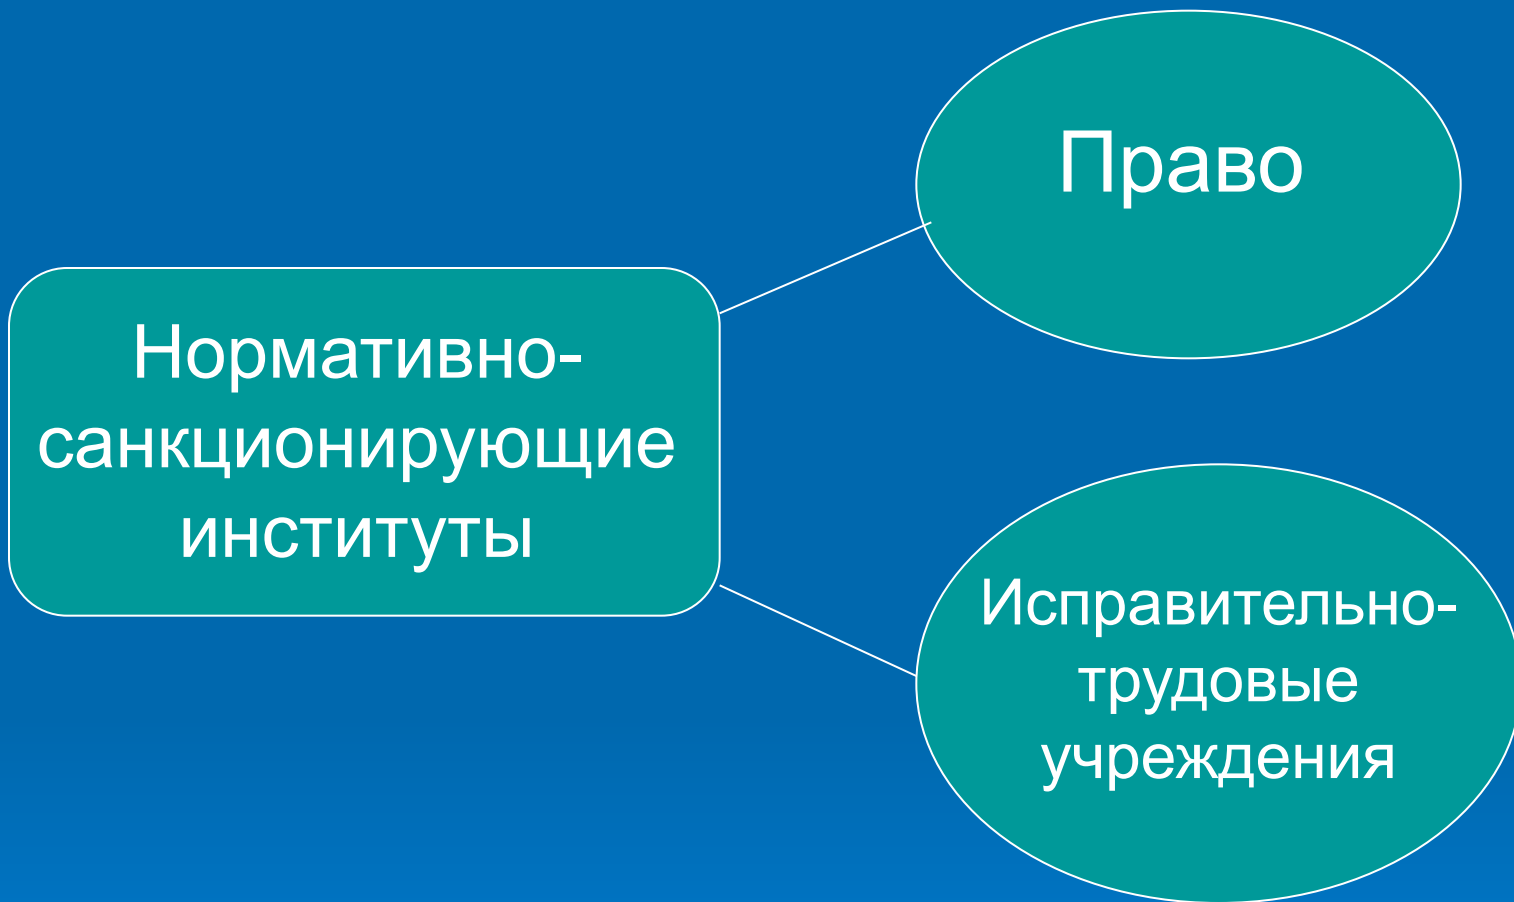 Нормативно-
санкционирующие
институты
Право
Исправительно-
трудовые
учреждения